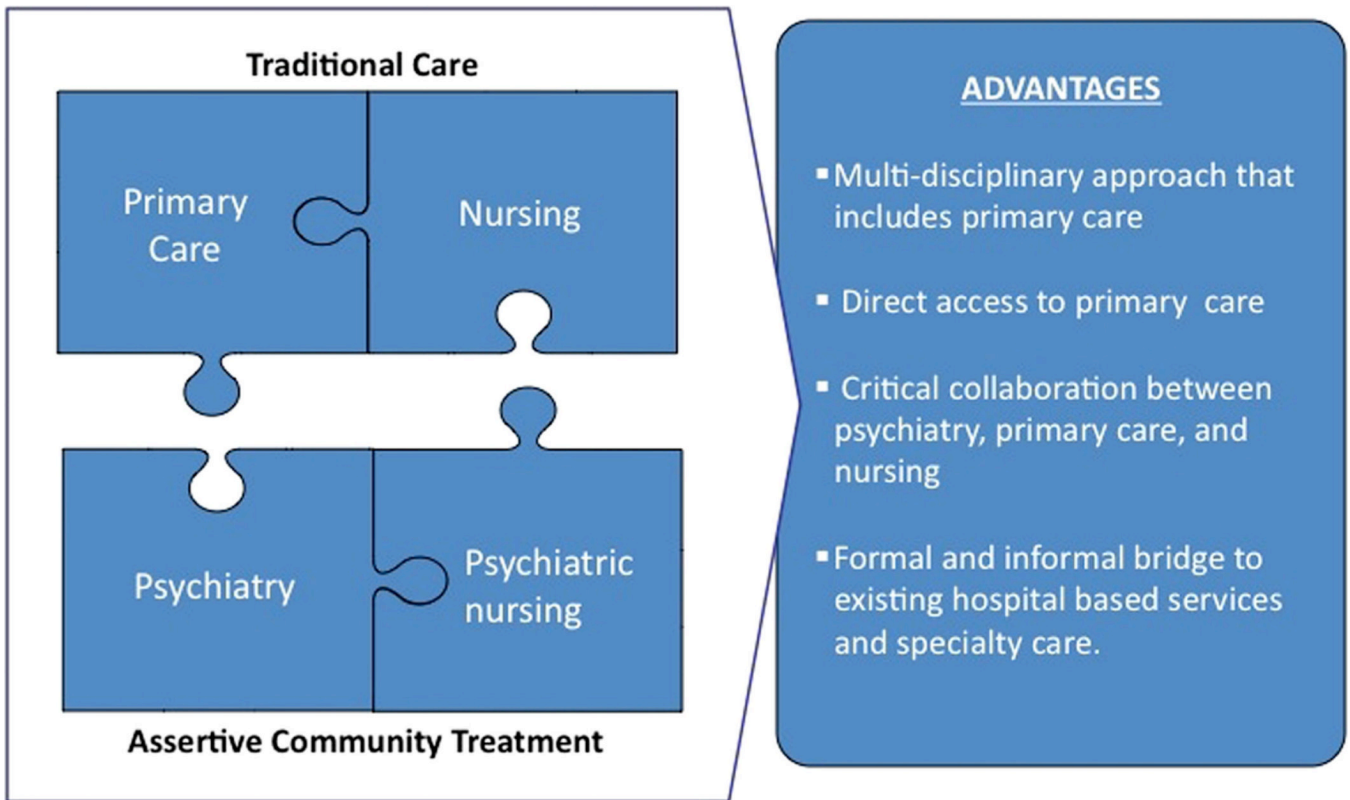 Traditional Care
Primary
Care
Nursing
Psychiatry
Psychiatric
nursing
Assertive Community Treatment
ADVANTAGES
▪Multi-disciplinary approach that
includes primary care
▪ Direct access to primary  care
▪ Critical collaboration between
psychiatry, primary care, and
nursing
▪Formal and informal bridge to
existing hospital based services
and specialty care.